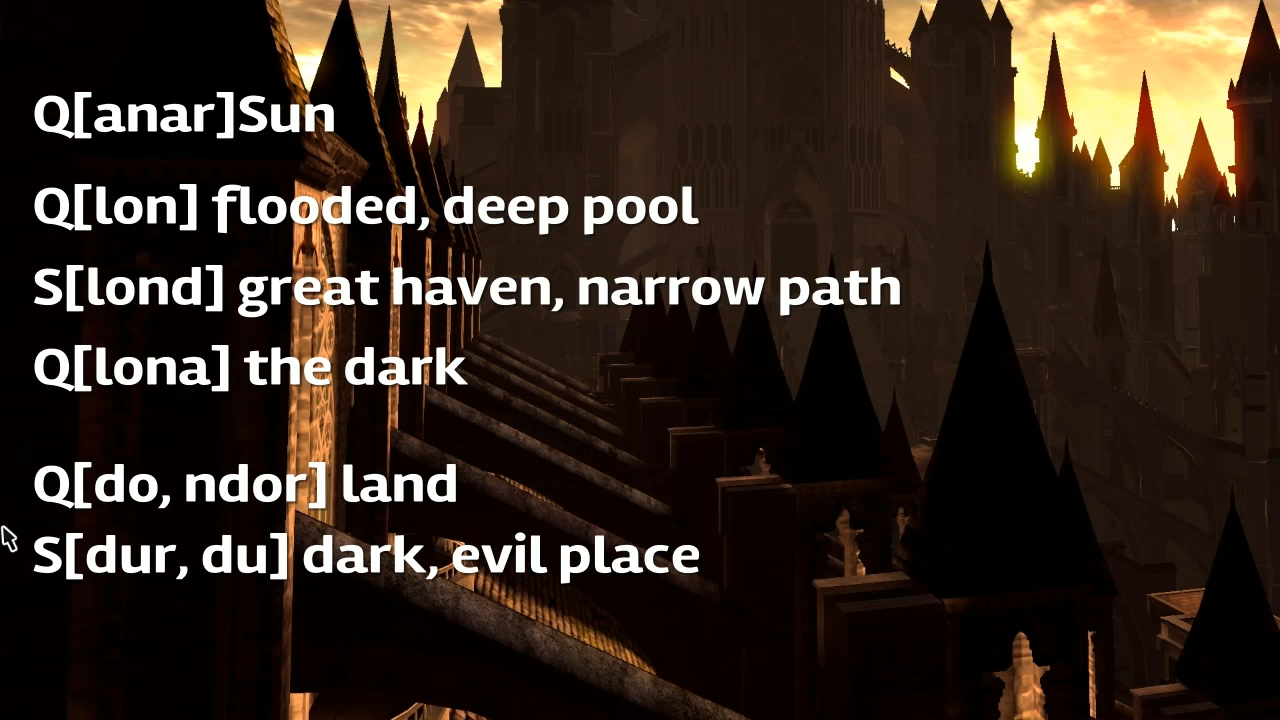 Q[anar]Sun
Q[lon] flooded, deep pool
S[lond] great haven, narrow path
Q[lona] the dark
Q[do, ndor] land
S[dur, du] dark, evil place